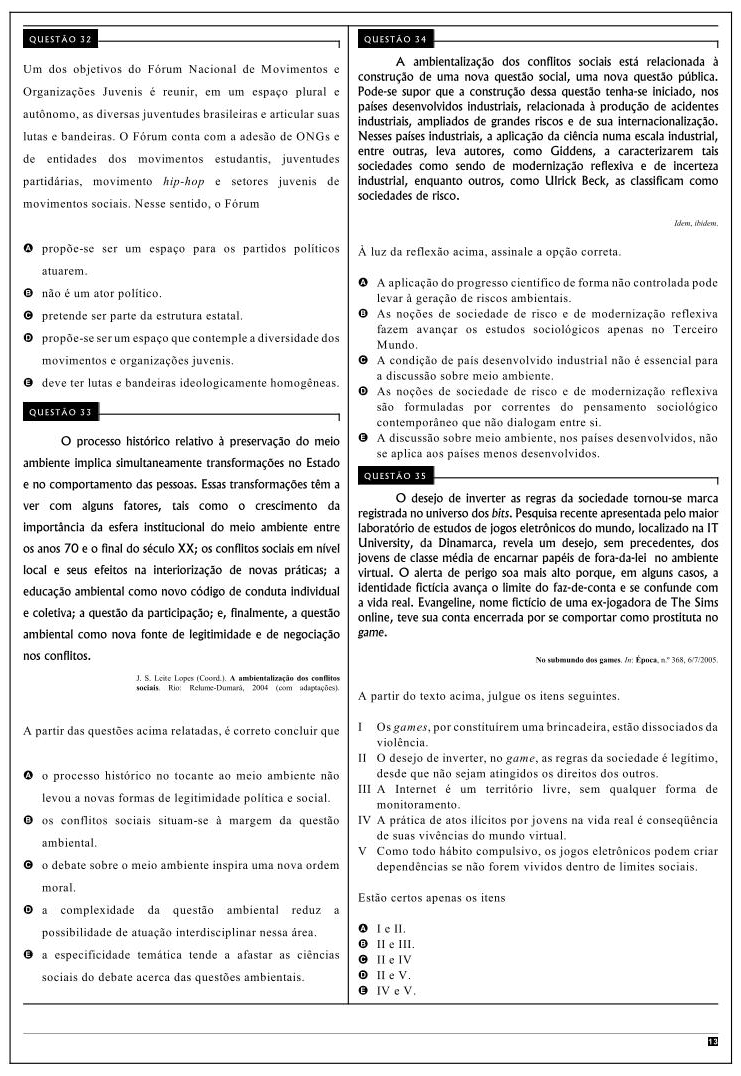 QUESTÃO 32
Um dos objetivos do Fórum Nacional de Movimentos e
Organizações Juvenis é reunir, em um espaço plural e
autônomo, as diversas juventudes brasileiras e articular suas
lutas e bandeiras. O Fórum conta com a adesão de ONGs e
de entidades dos movimentos estudantis, juventudes
partidárias, movimento hip-hop e setores juvenis de
movimentos sociais. Nesse sentido, o Fórum
A propõe-se ser um espaço para os partidos políticos
atuarem.
B não é um ator político.
C pretende ser parte da estrutura estatal.
D propõe-se ser um espaço que contemple a diversidade dos
movimentos e organizações juvenis.
E deve ter lutas e bandeiras ideologicamente homogêneas.
QUESTÃO 33
O processo histórico relativo à preservação do meio
ambiente implica simultaneamente transformações no Estado
e no comportamento das pessoas. Essas transformações têm a
ver com alguns fatores, tais como o crescimento da
importância da esfera institucional do meio ambiente entre
os anos 70 e o final do século XX; os conflitos sociais em nível
local e seus efeitos na interiorização de novas práticas; a
educação ambiental como novo código de conduta individual
e coletiva; a questão da participação; e, finalmente, a questão
ambiental como nova fonte de legitimidade e de negociação
nos conflitos.
J. S. Leite Lopes (Coord.). A ambientalização dos conflitos
sociais. Rio: Relume-Dumará, 2004 (com adaptações).
A partir das questões acima relatadas, é correto concluir que
A o processo histórico no tocante ao meio ambiente não
levou a novas formas de legitimidade política e social.
B os conflitos sociais situam-se à margem da questão
ambiental.
C o debate sobre o meio ambiente inspira uma nova ordem
moral.
D a complexidade da questão ambiental reduz a
possibilidade de atuação interdisciplinar nessa área.
E a especificidade temática tende a afastar as ciências
sociais do debate acerca das questões ambientais.
QUESTÃO 34
A ambientalização dos conflitos sociais está relacionada à
construção de uma nova questão social, uma nova questão pública.
Pode-se supor que a construção dessa questão tenha-se iniciado, nos
países desenvolvidos industriais, relacionada à produção de acidentes
industriais, ampliados de grandes riscos e de sua internacionalização.
Nesses países industriais, a aplicação da ciência numa escala industrial,
entre outras, leva autores, como Giddens, a caracterizarem tais
sociedades como sendo de modernização reflexiva e de incerteza
industrial, enquanto outros, como Ulrick Beck, as classificam como
sociedades de risco.
Idem, ibidem.
À luz da reflexão acima, assinale a opção correta.
A A aplicação do progresso científico de forma não controlada pode
levar à geração de riscos ambientais.
B As noções de sociedade de risco e de modernização reflexiva
fazem avançar os estudos sociológicos apenas no Terceiro
Mundo.
C A condição de país desenvolvido industrial não é essencial para
a discussão sobre meio ambiente.
D As noções de sociedade de risco e de modernização reflexiva
são formuladas por correntes do pensamento sociológico
contemporâneo que não dialogam entre si.
E A discussão sobre meio ambiente, nos países desenvolvidos, não
se aplica aos países menos desenvolvidos.
QUESTÃO 35
O desejo de inverter as regras da sociedade tornou-se marca
registrada no universo dos bits. Pesquisa recente apresentada pelo maior
laboratório de estudos de jogos eletrônicos do mundo, localizado na IT
University, da Dinamarca, revela um desejo, sem precedentes, dos
jovens de classe média de encarnar papéis de fora-da-lei no ambiente
virtual. O alerta de perigo soa mais alto porque, em alguns casos, a
identidade fictícia avança o limite do faz-de-conta e se confunde com
a vida real. Evangeline, nome fictício de uma ex-jogadora de The Sims
online, teve sua conta encerrada por se comportar como prostituta no
game.
No submundo dos games. In: Época, n.º 368, 6/7/2005.
A partir do texto acima, julgue os itens seguintes.
I Os games, por constituírem uma brincadeira, estão dissociados da
violência.
II O desejo de inverter, no game, as regras da sociedade é legítimo,
desde que não sejam atingidos os direitos dos outros.
III A Internet é um território livre, sem qualquer forma de
monitoramento.
IV A prática de atos ilícitos por jovens na vida real é conseqüência
de suas vivências do mundo virtual.
V Como todo hábito compulsivo, os jogos eletrônicos podem criar
dependências se não forem vividos dentro de limites sociais.
Estão certos apenas os itens
A I e II.
B II e III.
C II e IV
D II e V.
E IV e V.
13